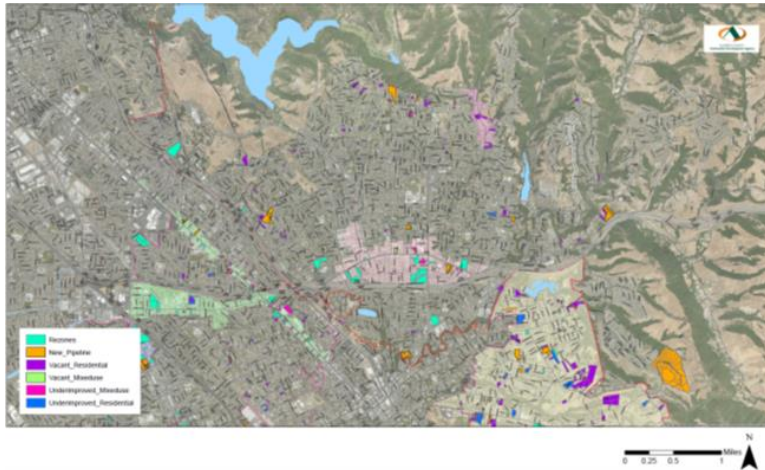 Rezones
New_Pipeline
Vacant_Residential
Vacant_Mixeduse
Underimproved_Mixeduse
Underimproved_Residential
N
Miles
0 0.25 0.5 1